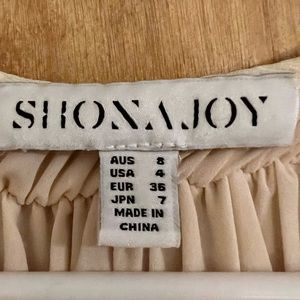 SHONAJOY
AUS 8
USA 4
EUR 36
JPN 7
MADE IN
CHINA